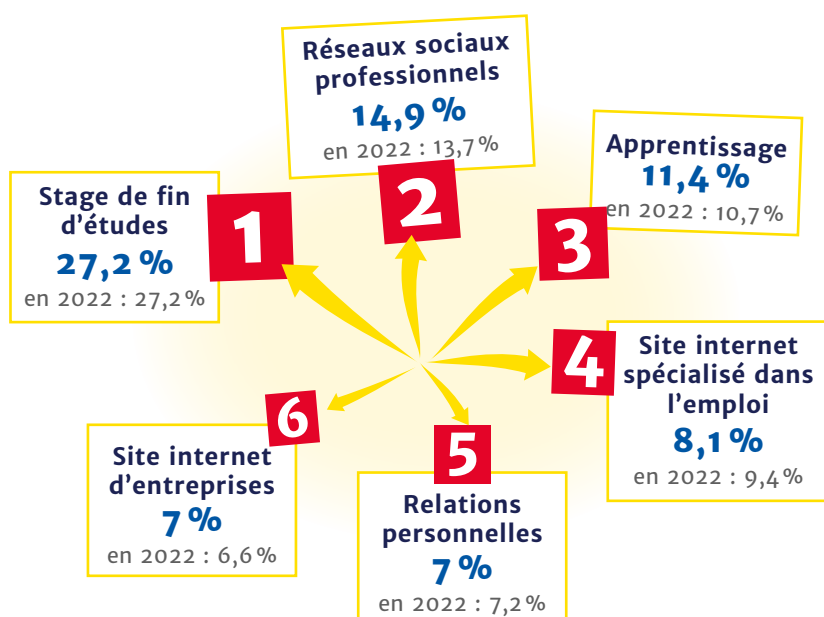 1
Stage de fin
d'études
27,2 %
en 2022 : 27,2 %
2
Réseaux sociaux
professionnels
14,9 %
en 2022 : 13,7 %
3
Apprentissage
11,4 %
en 2022 : 10,7 %
4
Site internet
spécialisé dans
l'emploi
8,1 %
en 2022 : 9,4 %
5
Relations
personnelles
7 %
en 2022 : 7,2 %
6
Site internet
d'entreprises
7 %
en 2022 : 6,6 %